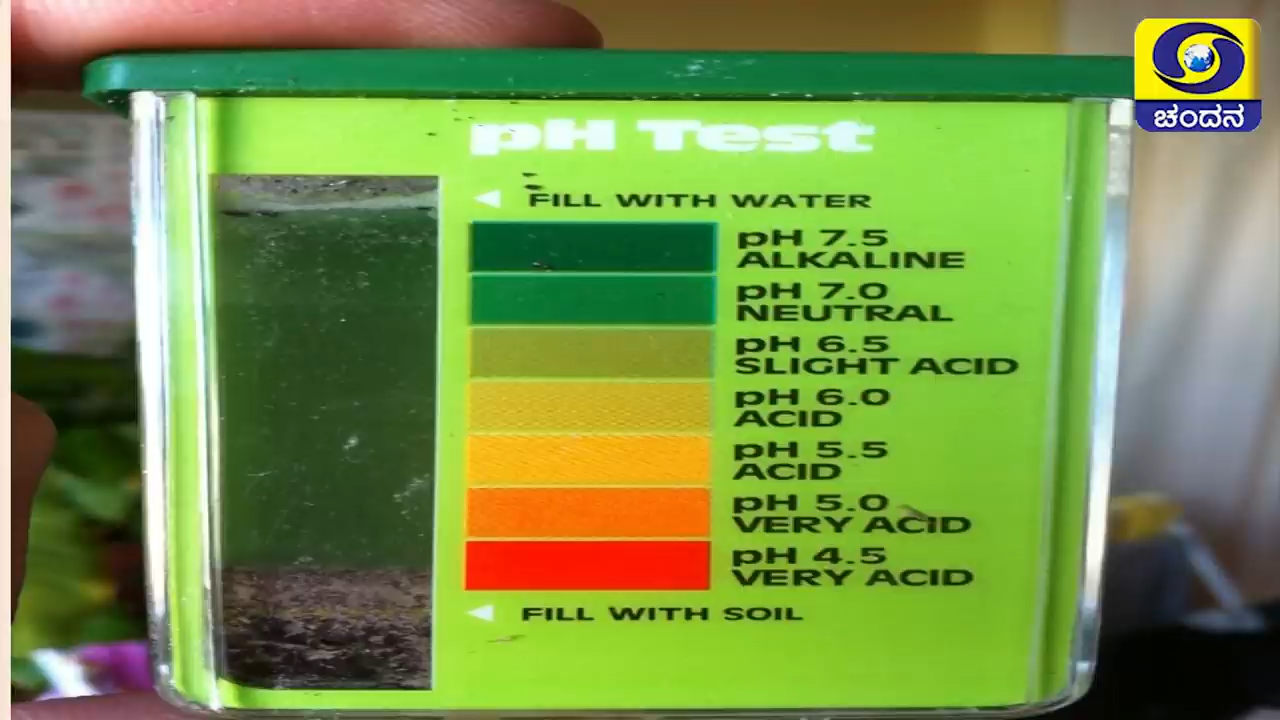 ಚಂದನ
pH Test
FILL WITH WATER
pH 7.5
ALKALINE
pH 7.0
NEUTRAL
pH 6.5
SLIGHT ACID
pH 6.0
ACID
pH 5.5
ACID
pH 5.0
VERY ACID
pH 4.5
VERY ACID
FILL WITH SOIL